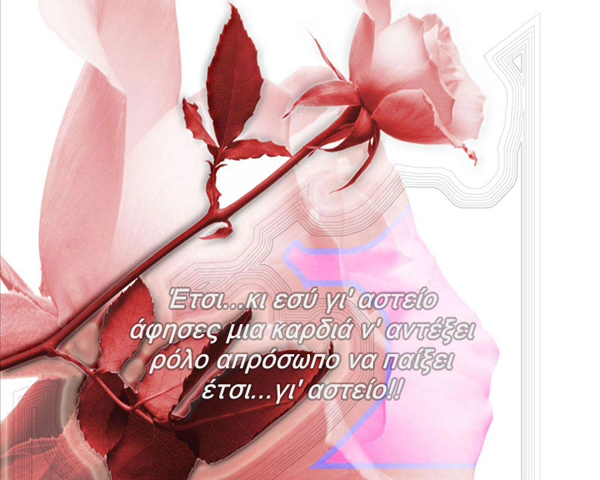 Έτσι...κι εσύ γι' αστείο
άφησες μια καρδιά ν' αντέξει
ρόλο απρόσωπο να παίξει
έτσι...γι' αστείο!!